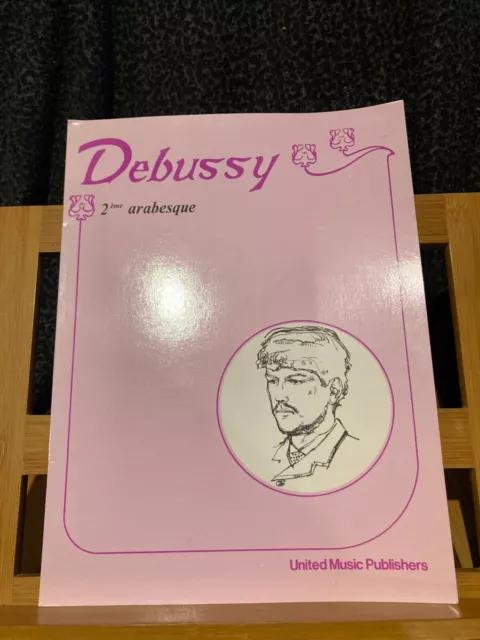 Debussy
2ème arabesque
United Music Publishers